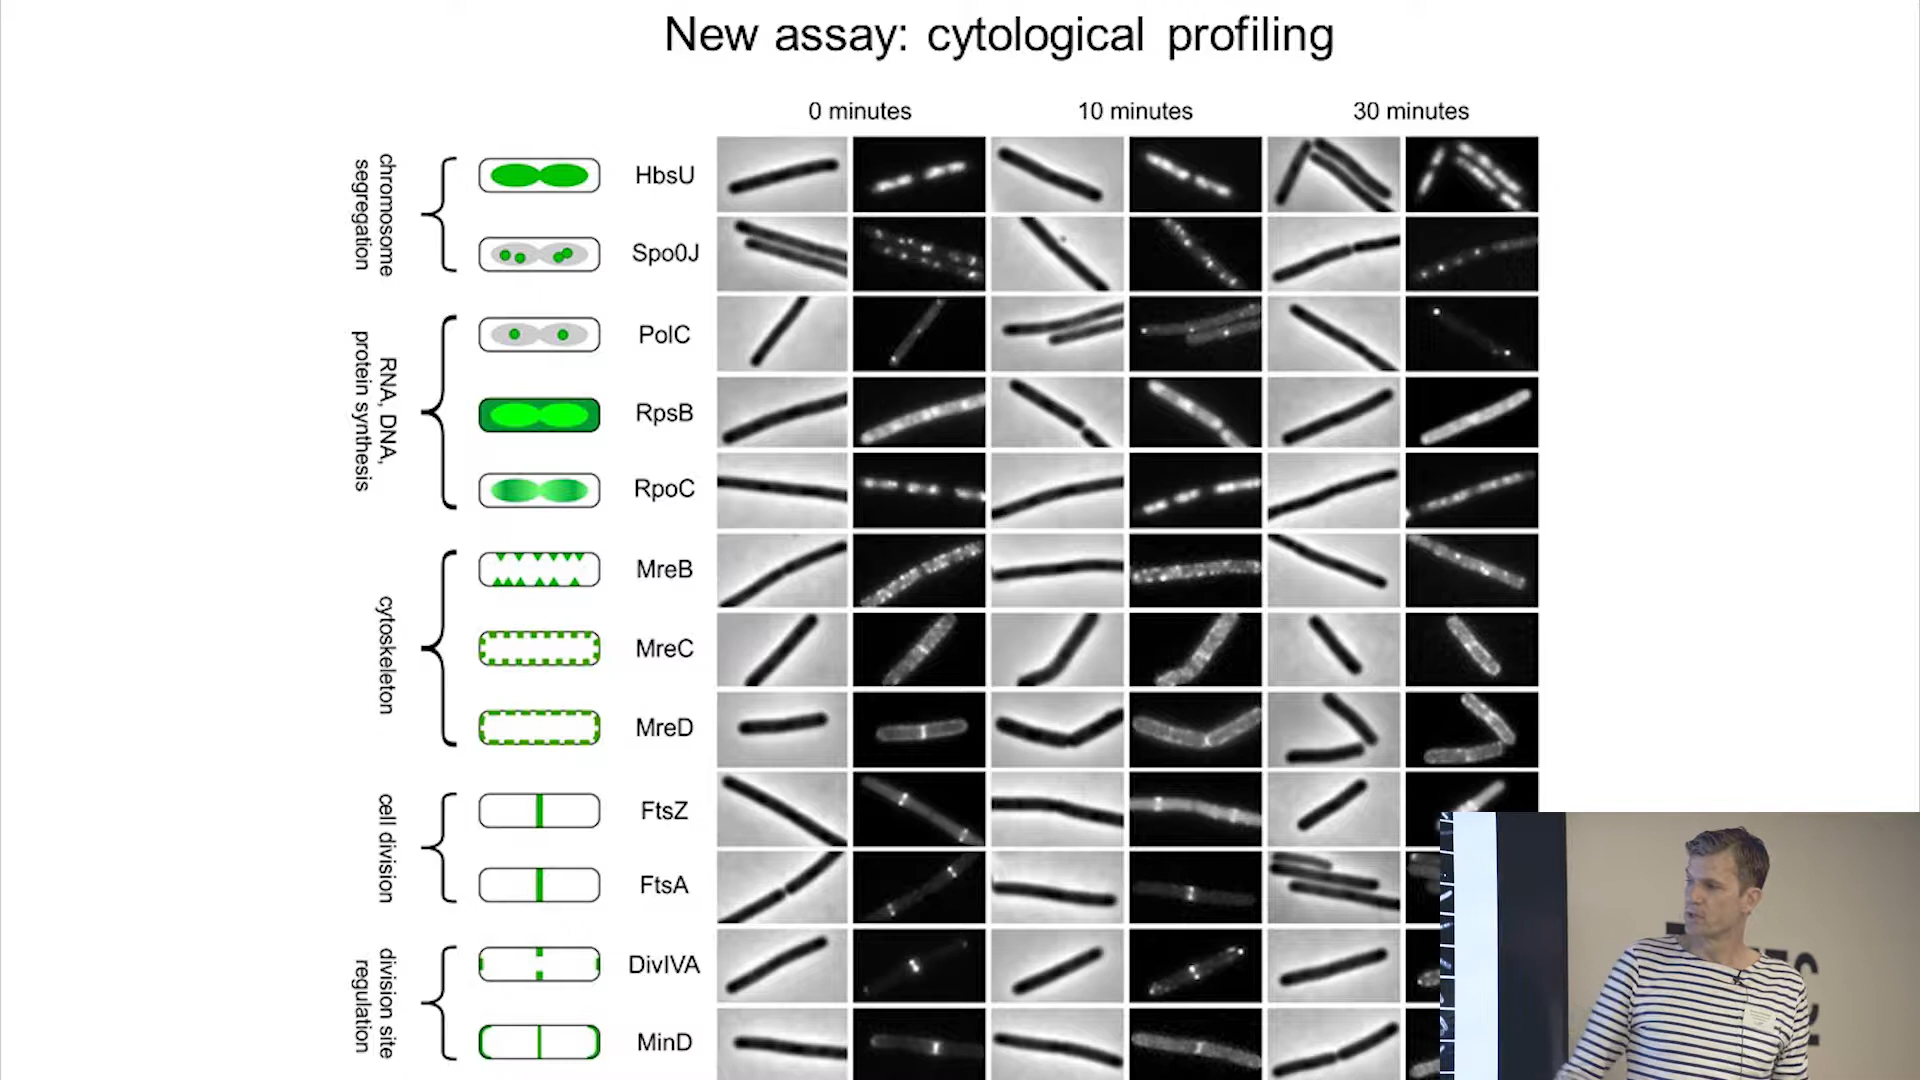 New assay: cytological profiling
0 minutes
10 minutes
30 minutes
chromosome
segregation
HbsU
Spo0J
RNA, DNA,
protein synthesis
PolC
RpsB
RpoC
cytoskeleton
MreB
MreC
MreD
cell division
FtsZ
FtsA
division site
regulation
DivIVA
MinD